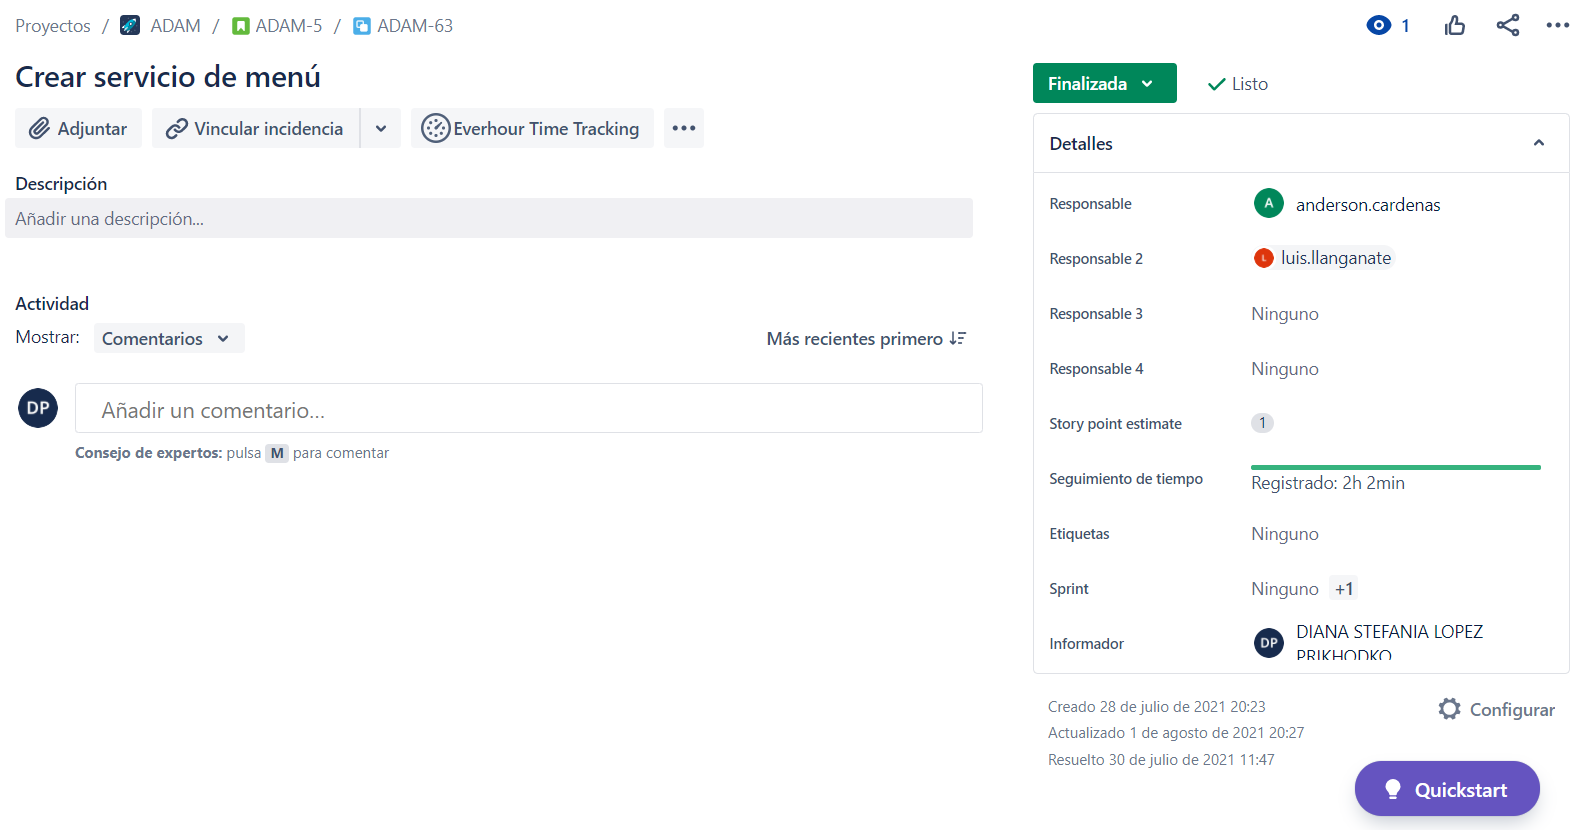 Proyectos / ADAM / ADAM-5 / ADAM-63
1
Crear servicio de menú
Adjuntar
Vincular incidencia
Everhour Time Tracking
Descripción
Añadir una descripción...
Actividad
Mostrar:
Comentarios
Más recientes primero
DP
Añadir un comentario...
Consejo de expertos: pulsa M para comentar
Finalizada
Listo
Detalles
Responsable
A
anderson.cardenas
Responsable 2
L
luis.llanganate
Responsable 3
Ninguno
Responsable 4
Ninguno
Story point estimate
1
Seguimiento de tiempo
Registrado: 2h 2min
Etiquetas
Ninguno
Sprint
Ninguno +1
Informador
DP
DIANA STEFANIA LOPEZ
PRIKHODKO
Creado 28 de julio de 2021 20:23
Actualizado 1 de agosto de 2021 20:27
Resuelto 30 de julio de 2021 11:47
Configurar
Quickstart